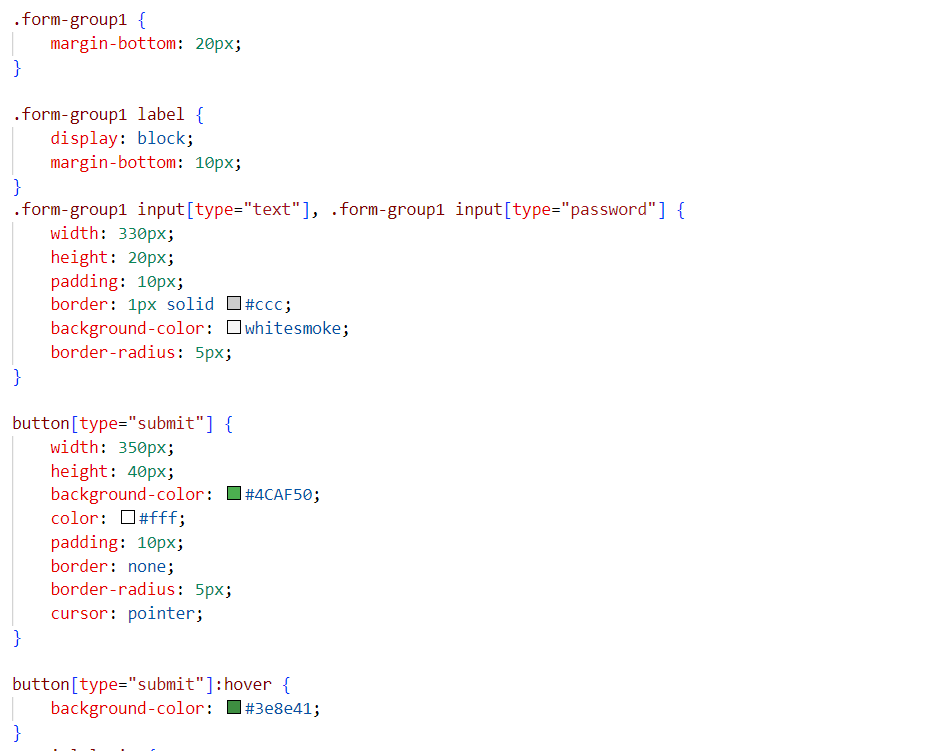 .form-group1 {
    margin-bottom: 20px;
}

.form-group1 label {
    display: block;
    margin-bottom: 10px;
}
.form-group1 input[type="text"], .form-group1 input[type="password"] {
    width: 330px;
    height: 20px;
    padding: 10px;
    border: 1px solid #ccc;
    background-color: whitesmoke;
    border-radius: 5px;
}

button[type="submit"] {
    width: 350px;
    height: 40px;
    background-color: #4CAF50;
    color: #fff;
    padding: 10px;
    border: none;
    border-radius: 5px;
    cursor: pointer;
}

button[type="submit"]:hover {
    background-color: #3e8e41;
}